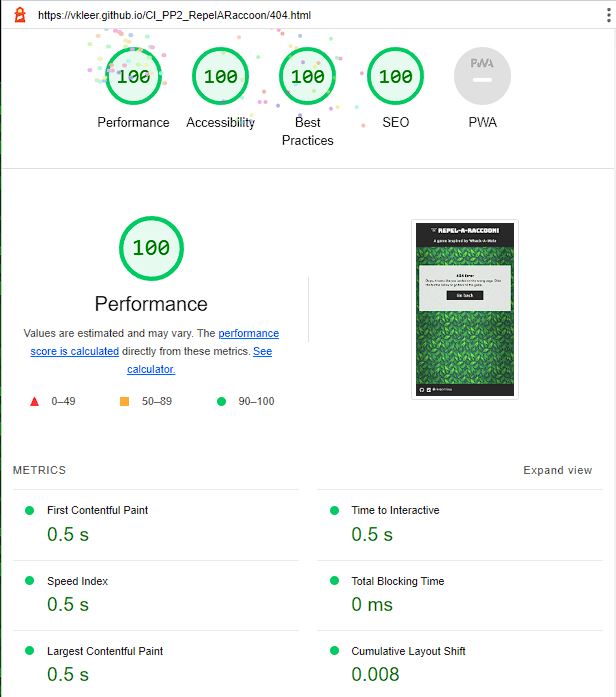 https://vkleer.github.io/CI_PP2_RepelARaccoon/404.html
100 100 100 100 PWA
Performance Accessibility Best Practices SEO PWA
100
Performance
Values are estimated and may vary. The performance
score is calculated directly from these metrics. See
calculator.
0–49 50–89 90–100
REPEL-A-RACCOON!
A game inspired by Whack-A-Mole
404 Error
Go back
METRICS Expand view
First Contentful Paint Time to Interactive
0.5 s 0.5 s
Speed Index Total Blocking Time
0.5 s 0 ms
Largest Contentful Paint Cumulative Layout Shift
0.5 s 0.008